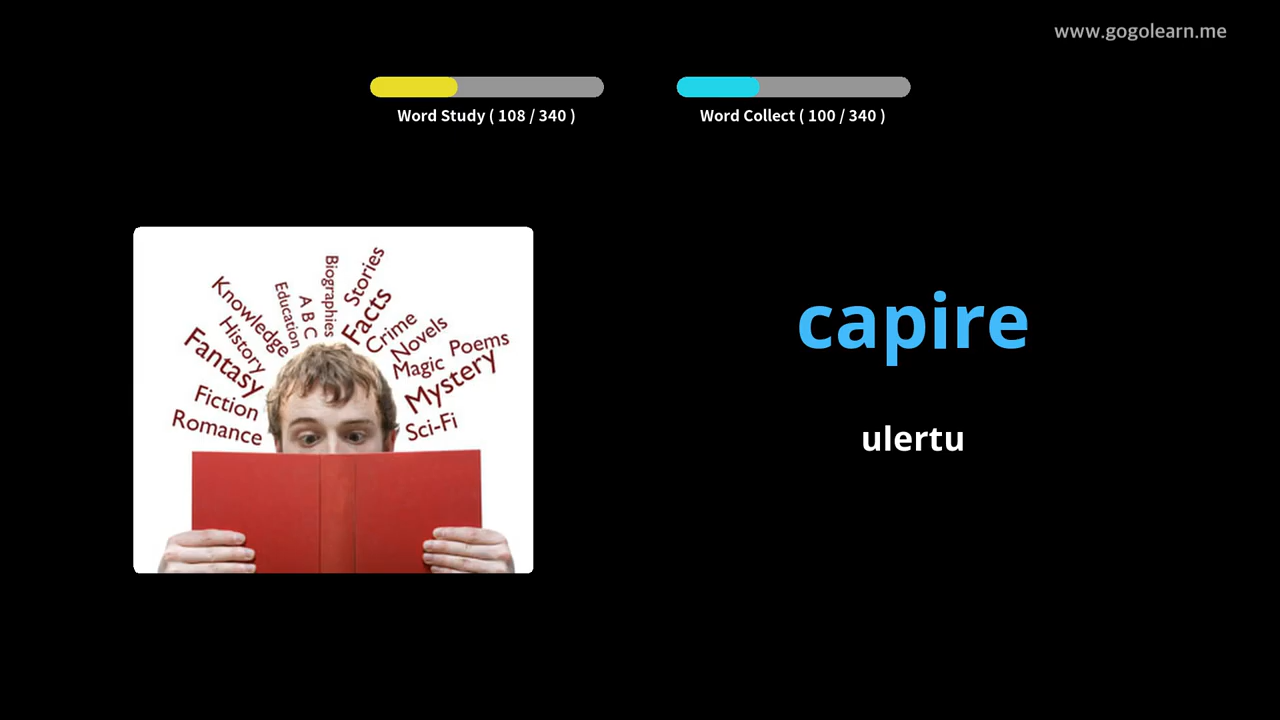 www.gogolearn.me
Word Study ( 108 / 340 )
Word Collect ( 100 / 340 )
Knowledge
History
Fantasy
Fiction
Romance
Education
A B C
Biographies
Stories
Facts
Crime
Novels
Magic
Poems
Mystery
Sci-Fi
capire
ulertu